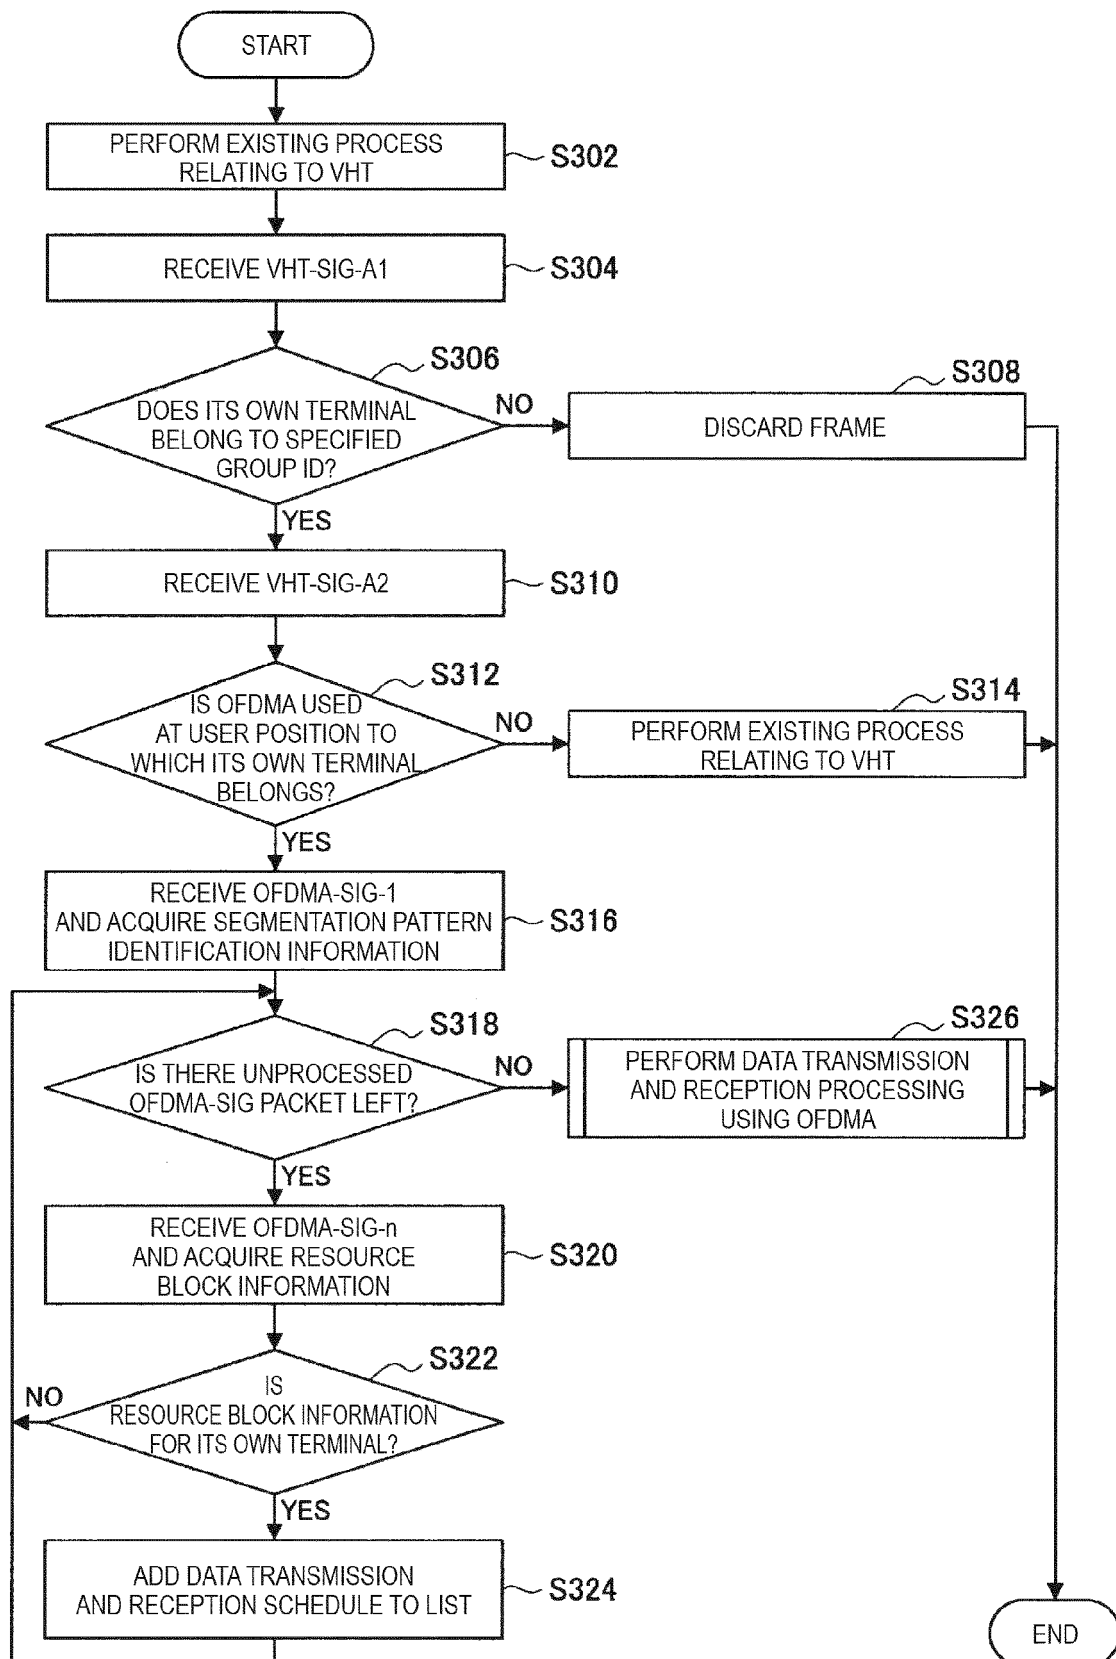 START
PERFORM EXISTING PROCESS
RELATING TO VHT
S302
RECEIVE VHT-SIG-A1
S304
S306
DOES ITS OWN TERMINAL
BELONG TO SPECIFIED
GROUP ID?
NO
S308
DISCARD FRAME
YES
RECEIVE VHT-SIG-A2
S310
S312
IS OFDMA USED
AT USER POSITION TO
WHICH ITS OWN TERMINAL
BELONGS?
NO
S314
PERFORM EXISTING PROCESS
RELATING TO VHT
YES
RECEIVE OFDMA-SIG-1
AND ACQUIRE SEGMENTATION PATTERN
IDENTIFICATION INFORMATION
S316
S318
IS THERE UNPROCESSED
OFDMA-SIG PACKET LEFT?
NO
S326
PERFORM DATA TRANSMISSION
AND RECEPTION PROCESSING
USING OFDMA
YES
RECEIVE OFDMA-SIG-n
AND ACQUIRE RESOURCE
BLOCK INFORMATION
S320
S322
IS
RESOURCE BLOCK INFORMATION
FOR ITS OWN TERMINAL?
NO
YES
ADD DATA TRANSMISSION
AND RECEPTION SCHEDULE TO LIST
S324
END